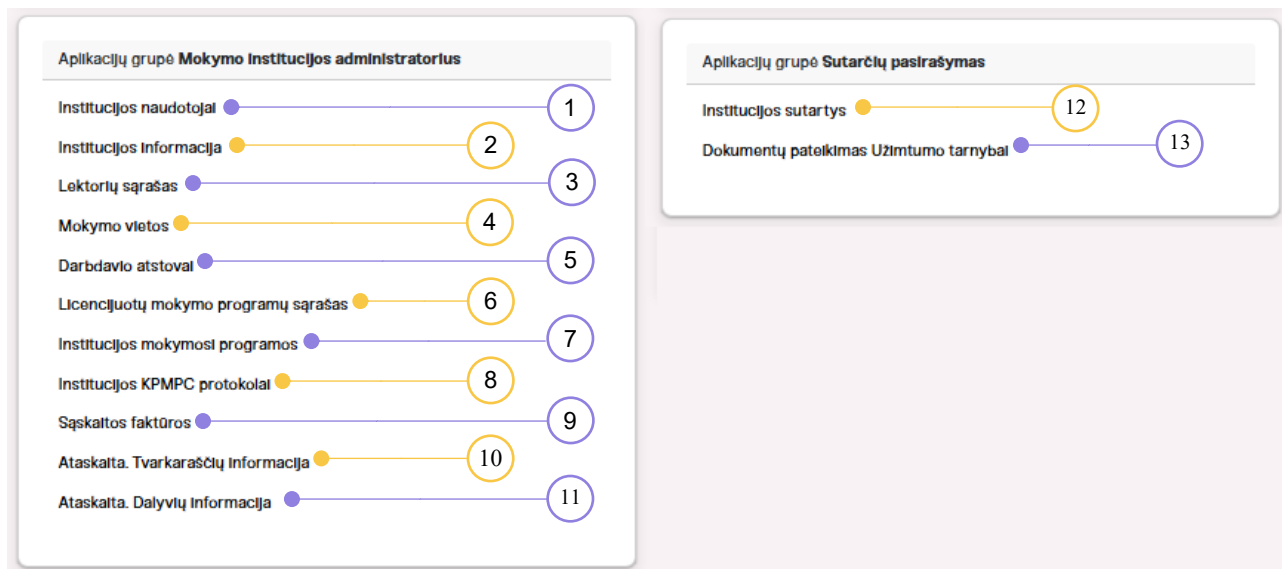 Aplikacijų grupė Mokymo institucijos administratorius
Institucijos naudotojai 1
Institucijos informacija 2
Lektorių sąrašas 3
Mokymo vietos 4
Darbdavio atstovai 5
Licencijuotų mokymo programų sąrašas 6
Institucijos mokymosi programos 7
Institucijos KPMPC protokolai 8
Sąskaitos faktūros 9
Ataskaita. Tvarkaraščių informacija 10
Ataskaita. Dalyvių informacija 11
Aplikacijų grupė Sutarčių pasirašymas
Institucijos sutartys 12
Dokumentų pateikimas Užimtumo tarnybai 13